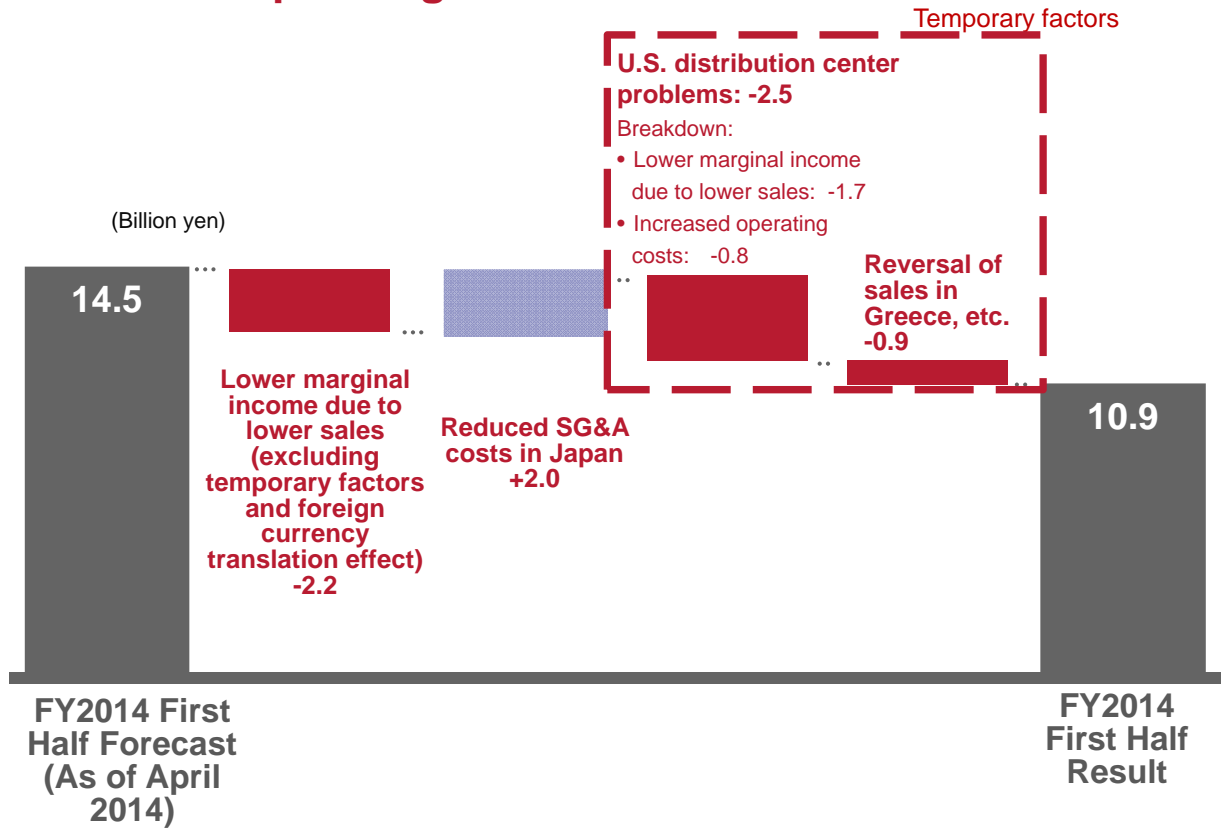 Temporary factors
U.S. distribution center
problems: -2.5
Breakdown:
• Lower marginal income
due to lower sales: -1.7
• Increased operating
costs: -0.8
(Billion yen)
14.5
Reversal of
sales in
Greece, etc.
-0.9
Lower marginal
income due to
lower sales
(excluding
temporary factors
and foreign
currency
translation effect)
-2.2
Reduced SG&A
costs in Japan
+2.0
10.9
FY2014 First
Half Forecast
(As of April
2014)
FY2014
First Half
Result